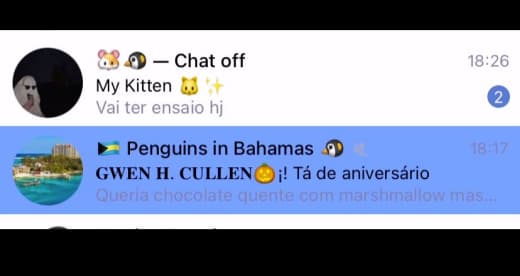 🐹🐧 — Chat off 18:26
My Kitten 🐱✨
Vai ter ensaio hj 2
🇧🇸 Penguins in Bahamas 🐧 18:17
𝐆𝐖𝐄𝐍 𝐇. 𝐂𝐔𝐋𝐋𝐄𝐍🎃¡! Tá de aniversário
Queria chocolate quente com marshmallow mas...